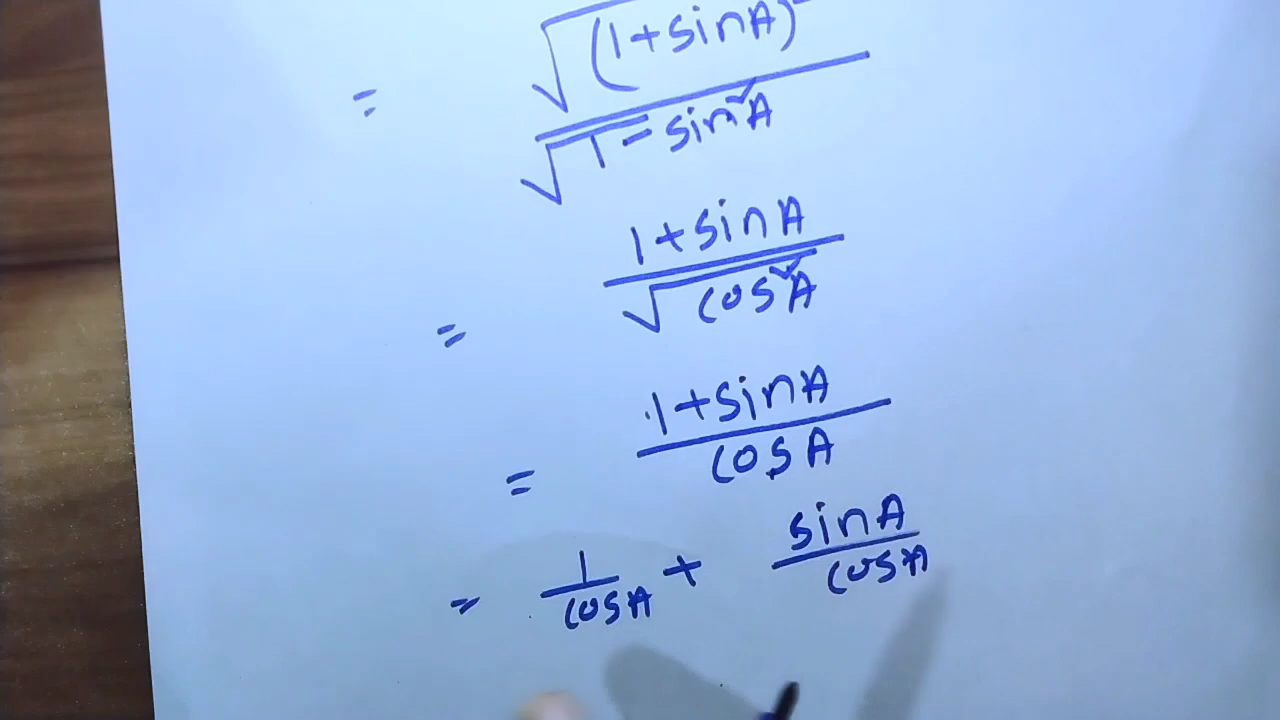 = √(1+sinA)² / √1-sin²A
= 1+sinA / √cos²A
= 1+sinA / cosA
= 1/cosA + sinA/cosA